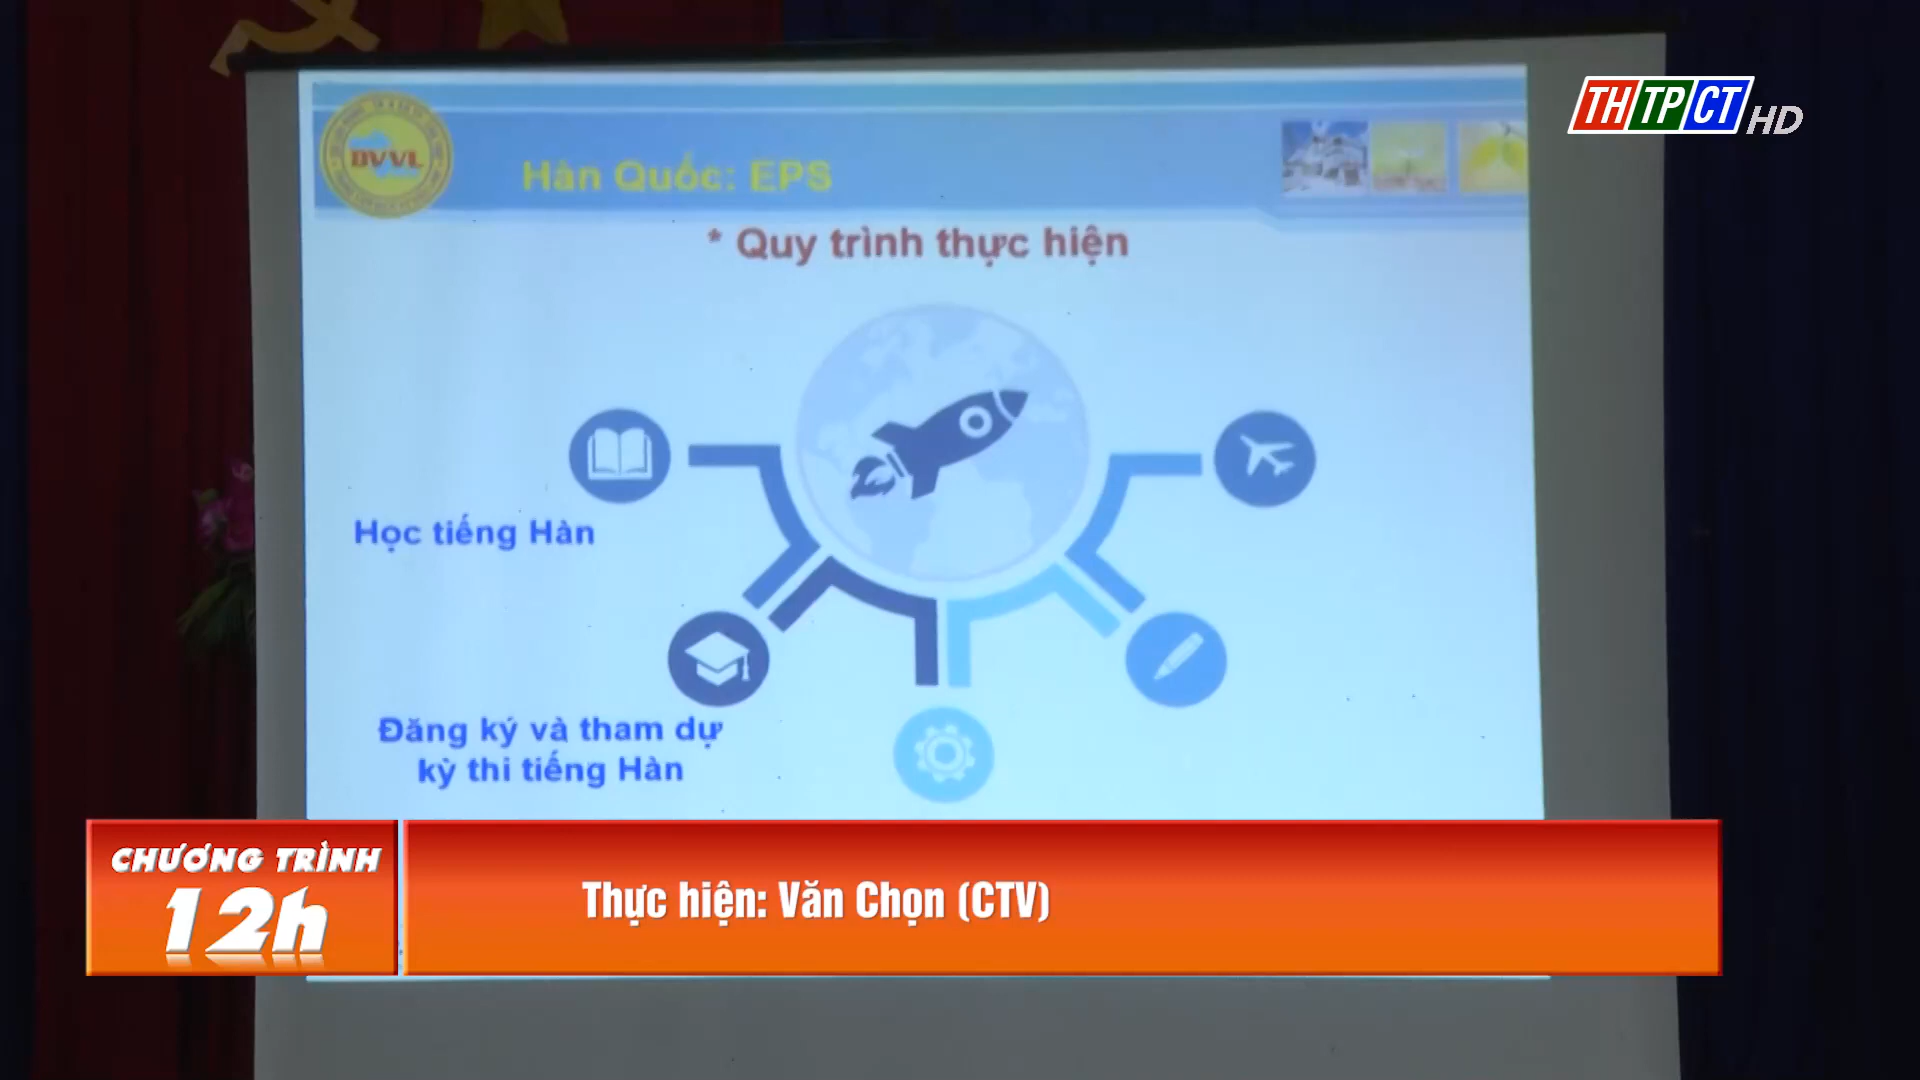 THTPCT HD
DVVL
Hàn Quốc: EPS
* Quy trình thực hiện
Học tiếng Hàn
Đăng ký và tham dự
kỳ thi tiếng Hàn
CHƯƠNG TRÌNH
12h
Thực hiện: Văn Chọn (CTV)